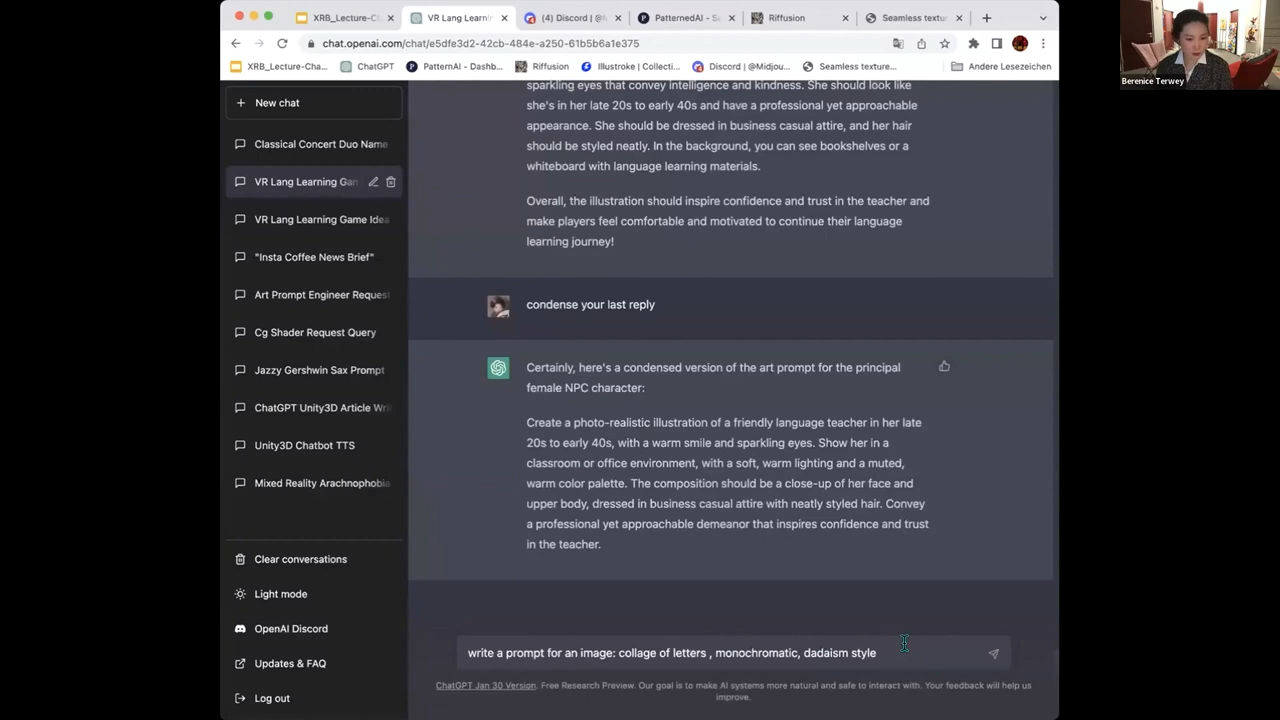 XRB_Lecture-C
VR Lang Learnin
(4) Discord | @M
PatternedAI - S
Riffusion
Seamless textu
chat.openai.com/chat/e5dfe3d2-42cb-484e-a250-61b5b6a1e375
XRB_Lecture-Cha...
ChatGPT
PatternAI - Dashb...
Riffusion
Illustroke | Collecti...
Discord | @Midjou...
Seamless texture...
Andere Lesezeichen
Berenice Terwey
New chat
Classical Concert Duo Name
VR Lang Learning Gan
VR Lang Learning Game Idea
"Insta Coffee News Brief"
Art Prompt Engineer Request
Cg Shader Request Query
Jazzy Gershwin Sax Prompt
ChatGPT Unity3D Article Wri
Unity3D Chatbot TTS
Mixed Reality Arachnophobia
Clear conversations
Light mode
OpenAI Discord
Updates & FAQ
Log out
sparkling eyes that convey intelligence and kindness. She should look like
she's in her late 20s to early 40s and have a professional yet approachable
appearance. She should be dressed in business casual attire, and her hair
should be styled neatly. In the background, you can see bookshelves or a
whiteboard with language learning materials.
Overall, the illustration should inspire confidence and trust in the teacher and
make players feel comfortable and motivated to continue their language
learning journey!
condense your last reply
Certainly, here's a condensed version of the art prompt for the principal
female NPC character:
Create a photo-realistic illustration of a friendly language teacher in her late
20s to early 40s, with a warm smile and sparkling eyes. Show her in a
classroom or office environment, with a soft, warm lighting and a muted,
warm color palette. The composition should be a close-up of her face and
upper body, dressed in business casual attire with neatly styled hair. Convey
a professional yet approachable demeanor that inspires confidence and trust
in the teacher.
write a prompt for an image: collage of letters , monochromatic, dadaism style
ChatGPT Jan 30 Version. Free Research Preview. Our goal is to make AI systems more natural and safe to interact with. Your feedback will help us
improve.